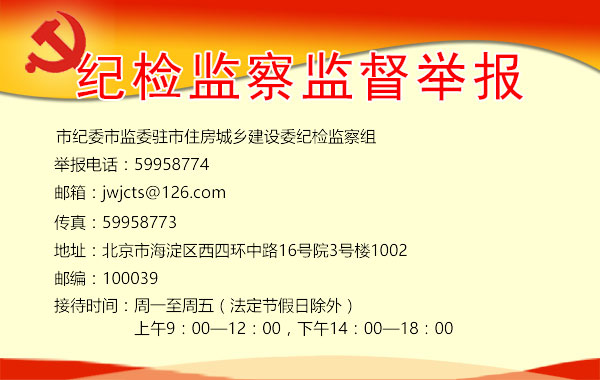 纪检监察监督举报
市纪委市监委驻市住房城乡建设委纪检监察组
举报电话：59958774
邮箱：jwjcts@126.com
传真：59958773
地址：北京市海淀区西四环中路16号院3号楼1002
邮编：100039
接待时间：周一至周五（法定节假日除外）
上午9：00—12：00，下午14：00—18：00